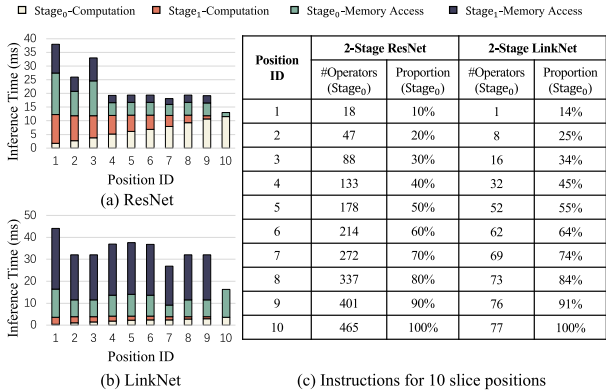 Stage₀-Computation Stage₁-Computation Stage₀-Memory Access Stage₁-Memory Access
Inference Time (ms)
40
35
30
25
20
15
10
5
0
1 2 3 4 5 6 7 8 9 10
Position ID
(a) ResNet
Inference Time (ms)
50
40
30
20
10
0
1 2 3 4 5 6 7 8 9 10
Position ID
(b) LinkNet
Position ID 2-Stage ResNet 2-Stage LinkNet
#Operators (Stage₀) Proportion (Stage₀) #Operators (Stage₀) Proportion (Stage₀)
1 18 10% 1 14%
2 47 20% 8 25%
3 88 30% 16 34%
4 133 40% 32 45%
5 178 50% 52 55%
6 214 60% 62 64%
7 272 70% 69 74%
8 337 80% 73 84%
9 401 90% 76 91%
10 465 100% 77 100%
(c) Instructions for 10 slice positions